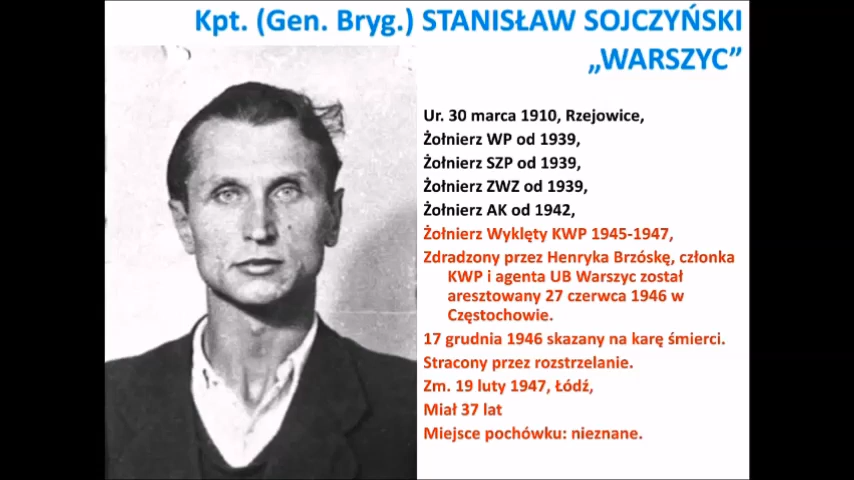 Kpt. (Gen. Bryg.) STANISŁAW SOJCZYŃSKI
„WARSZYC”
Ur. 30 marca 1910, Rzejowice,
Żołnierz WP od 1939,
Żołnierz SZP od 1939,
Żołnierz ZWZ od 1939,
Żołnierz AK od 1942,
Żołnierz Wyklęty KWP 1945-1947,
Zdradzony przez Henryka Brzóskę, członka
KWP i agenta UB Warszyc został
aresztowany 27 czerwca 1946 w
Częstochowie.
17 grudnia 1946 skazany na karę śmierci.
Stracony przez rozstrzelanie.
Zm. 19 luty 1947, Łódź,
Miał 37 lat
Miejsce pochówku: nieznane.